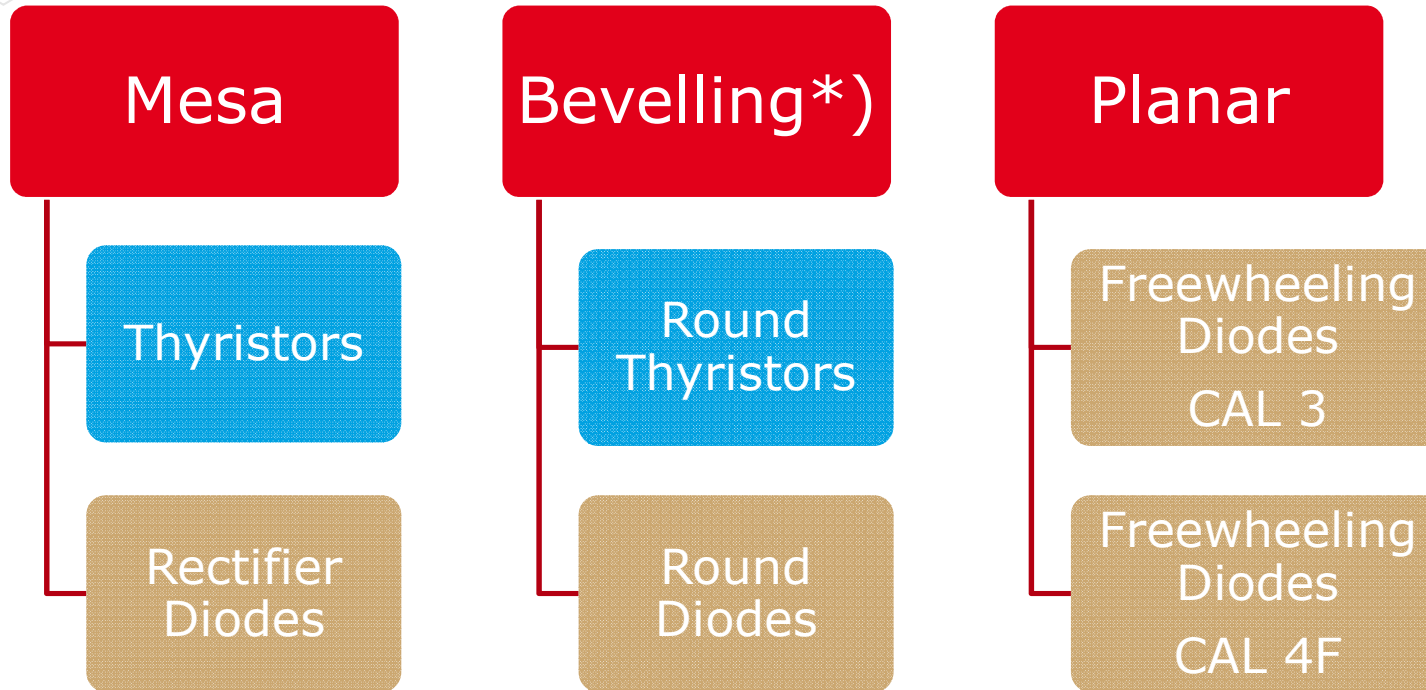 Mesa
Thyristors
Rectifier
Diodes
Bevelling*)
Round
Thyristors
Round
Diodes
Planar
Freewheeling
Diodes
CAL 3
Freewheeling
Diodes
CAL 4F